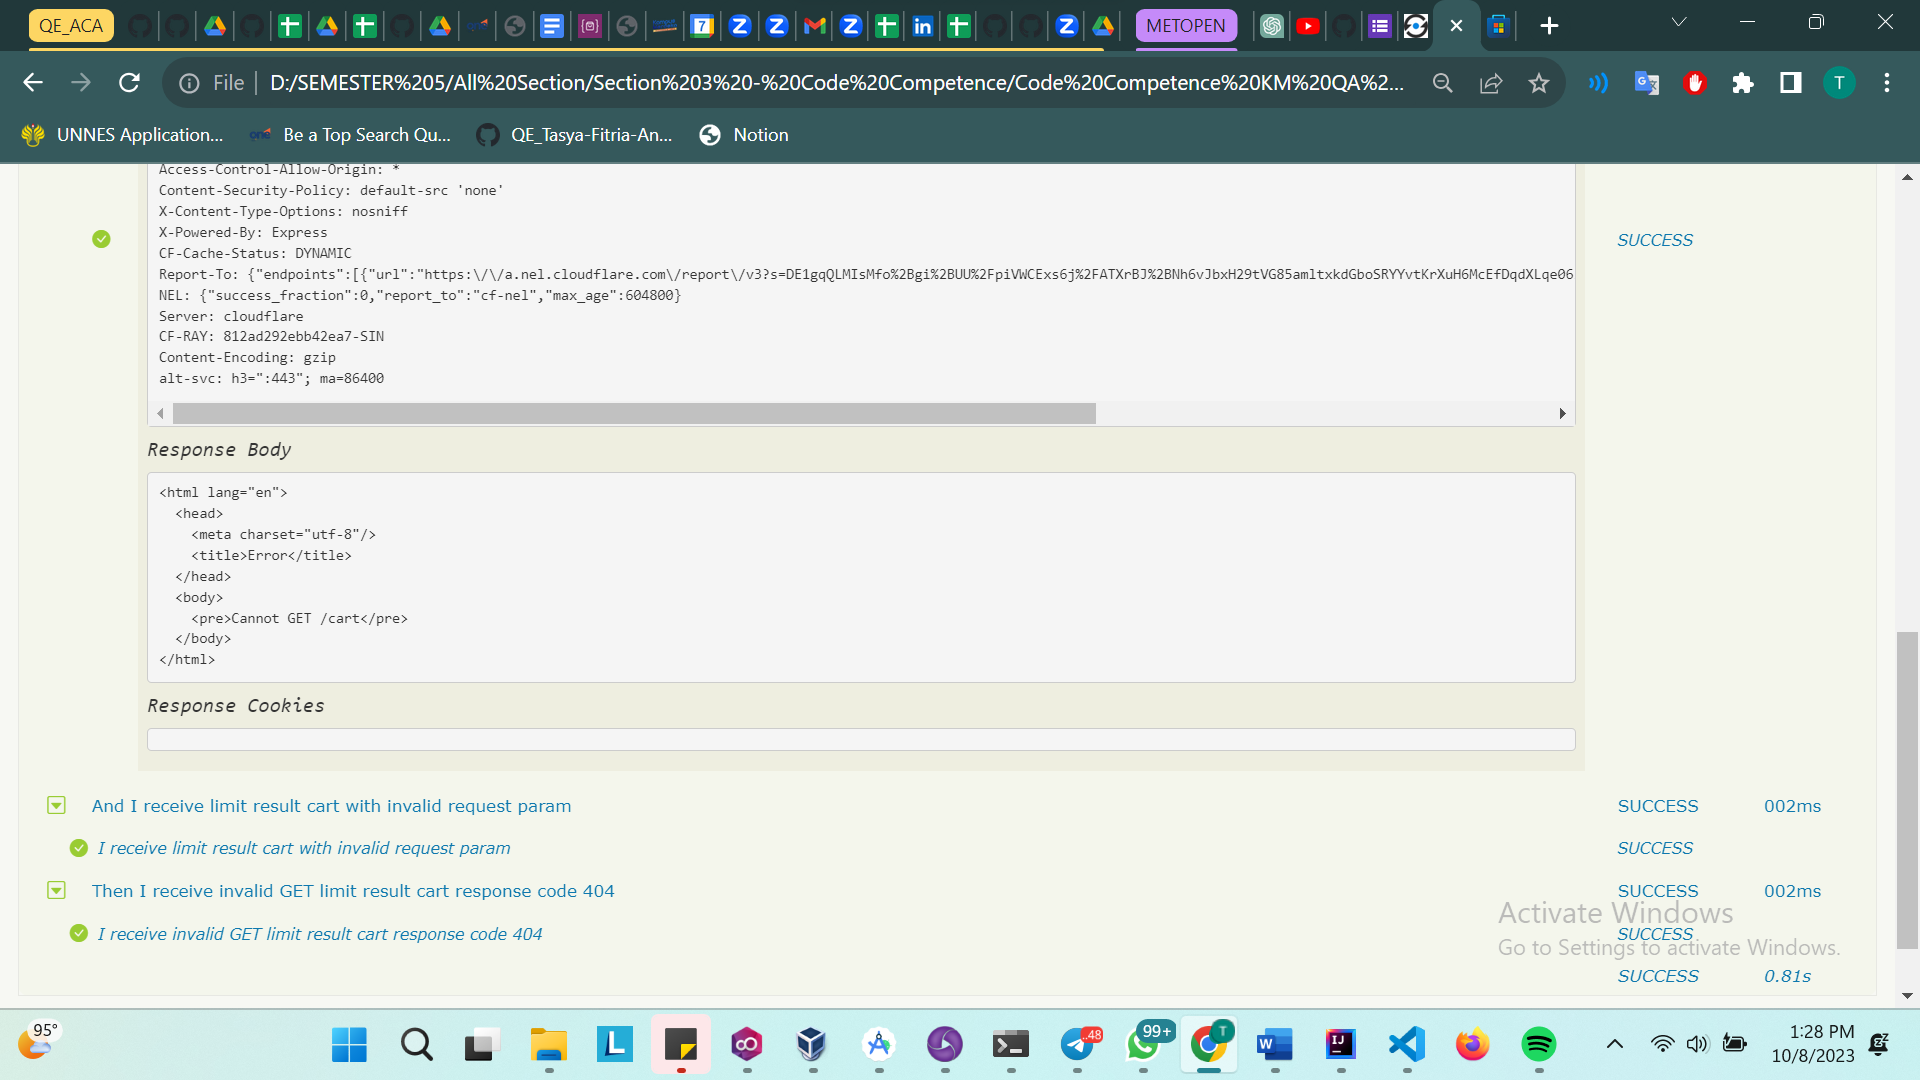 QE_ACA
METOPEN
File
D:/SEMESTER%205/All%20Section/Section%203%20-%20Code%20Competence/Code%20Competence%20KM%20QA%2...
T
UNNES Application...
Be a Top Search Qu...
QE_Tasya-Fitria-An...
Notion
Access-Control-Allow-Origin: *
Content-Security-Policy: default-src 'none'
X-Content-Type-Options: nosniff
X-Powered-By: Express
SUCCESS
CF-Cache-Status: DYNAMIC
Report-To: {"endpoints":[{"url":"https:\/\/a.nel.cloudflare.com\/report\/v3?s=DE1gqQLMIsMfo%2Bgi%2BUU%2FpiVWCExs6j%2FATXrBJ%2BNh6vJbxH29tVG85amltxkdGboSRYYvtKrXuH6McEfDqdXLqe06
NEL: {"success_fraction":0,"report_to":"cf-nel","max_age":604800}
Server: cloudflare
CF-RAY: 812ad292ebb42ea7-SIN
Content-Encoding: gzip
alt-svc: h3=":443"; ma=86400
Response Body
<html lang="en">
<head>
<meta charset="utf-8"/>
<title>Error</title>
</head>
<body>
<pre>Cannot GET /cart</pre>
</body>
</html>
Response Cookies
And I receive limit result cart with invalid request param SUCCESS 002ms
I receive limit result cart with invalid request param SUCCESS
Then I receive invalid GET limit result cart response code 404 SUCCESS 002ms
Activate Windows
I receive invalid GET limit result cart response code 404 SUCCESS
Go to Settings to activate Windows.
SUCCESS 0.81s
95°
48
99+
T
1:28 PM
10/8/2023